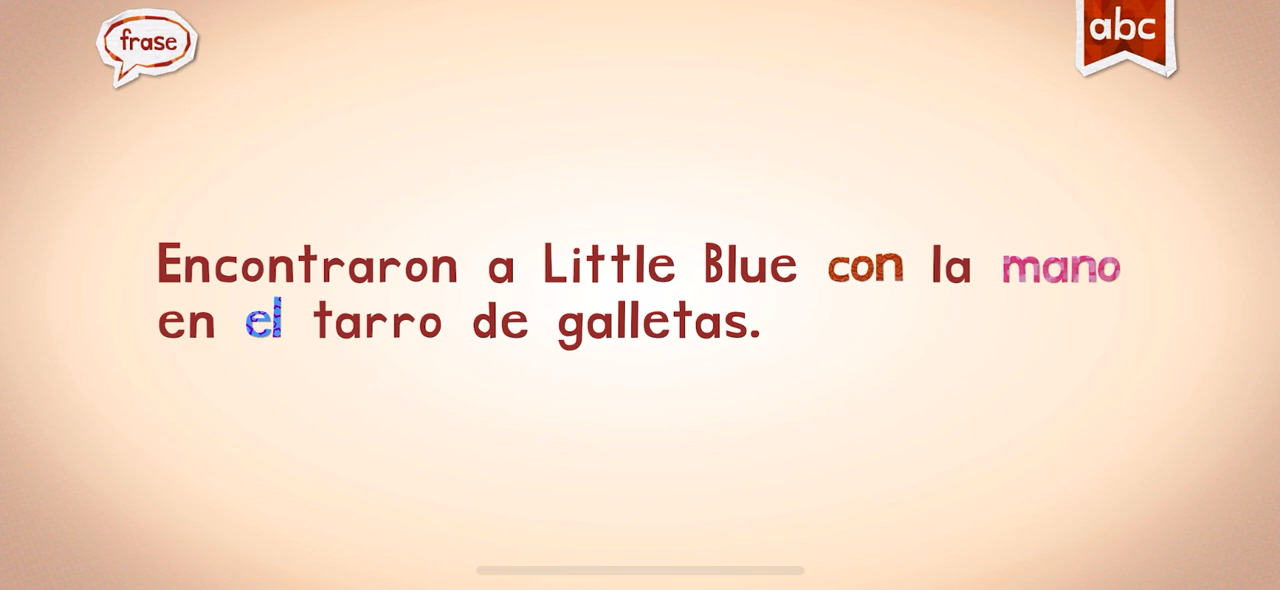 frase
abc
Encontraron a Little Blue con la mano
en el tarro de galletas.